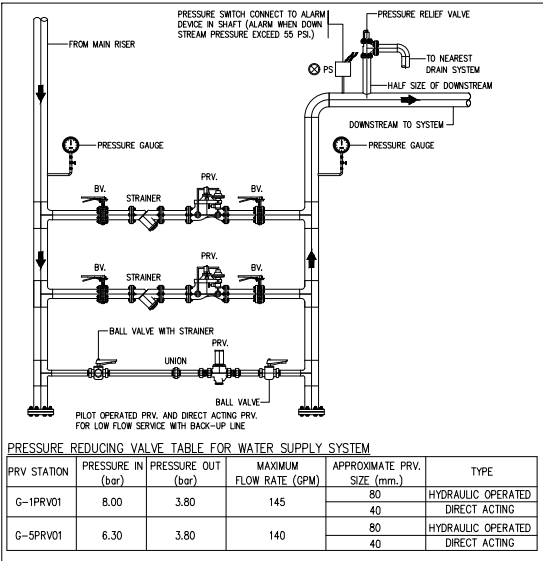 PRESSURE SWITCH CONNECT TO ALARM
DEVICE IN SHAFT (ALARM WHEN DOWN
STREAM PRESSURE EXCEED 55 PSI.)
PRESSURE RELIEF VALVE
FROM MAIN RISER
TO NEAREST
DRAIN SYSTEM
PS
HALF SIZE OF DOWNSTREAM
DOWNSTREAM TO SYSTEM
PRESSURE GAUGE
PRESSURE GAUGE
PRV.
BV.
STRAINER
BV.
PRV.
BV.
STRAINER
BV.
BALL VALVE WITH STRAINER
UNION
PRV.
BALL VALVE
PILOT OPERATED PRV. AND DIRECT ACTING PRV.
FOR LOW FLOW SERVICE WITH BACK-UP LINE
PRESSURE REDUCING VALVE TABLE FOR WATER SUPPLY SYSTEM
PRV STATION PRESSURE IN (bar) PRESSURE OUT (bar) MAXIMUM FLOW RATE (GPM) APPROXIMATE PRV. SIZE (mm.) TYPE
G-1PRV01 8.00 3.80 145 80 HYDRAULIC OPERATED
40 DIRECT ACTING
G-5PRV01 6.30 3.80 140 80 HYDRAULIC OPERATED
40 DIRECT ACTING